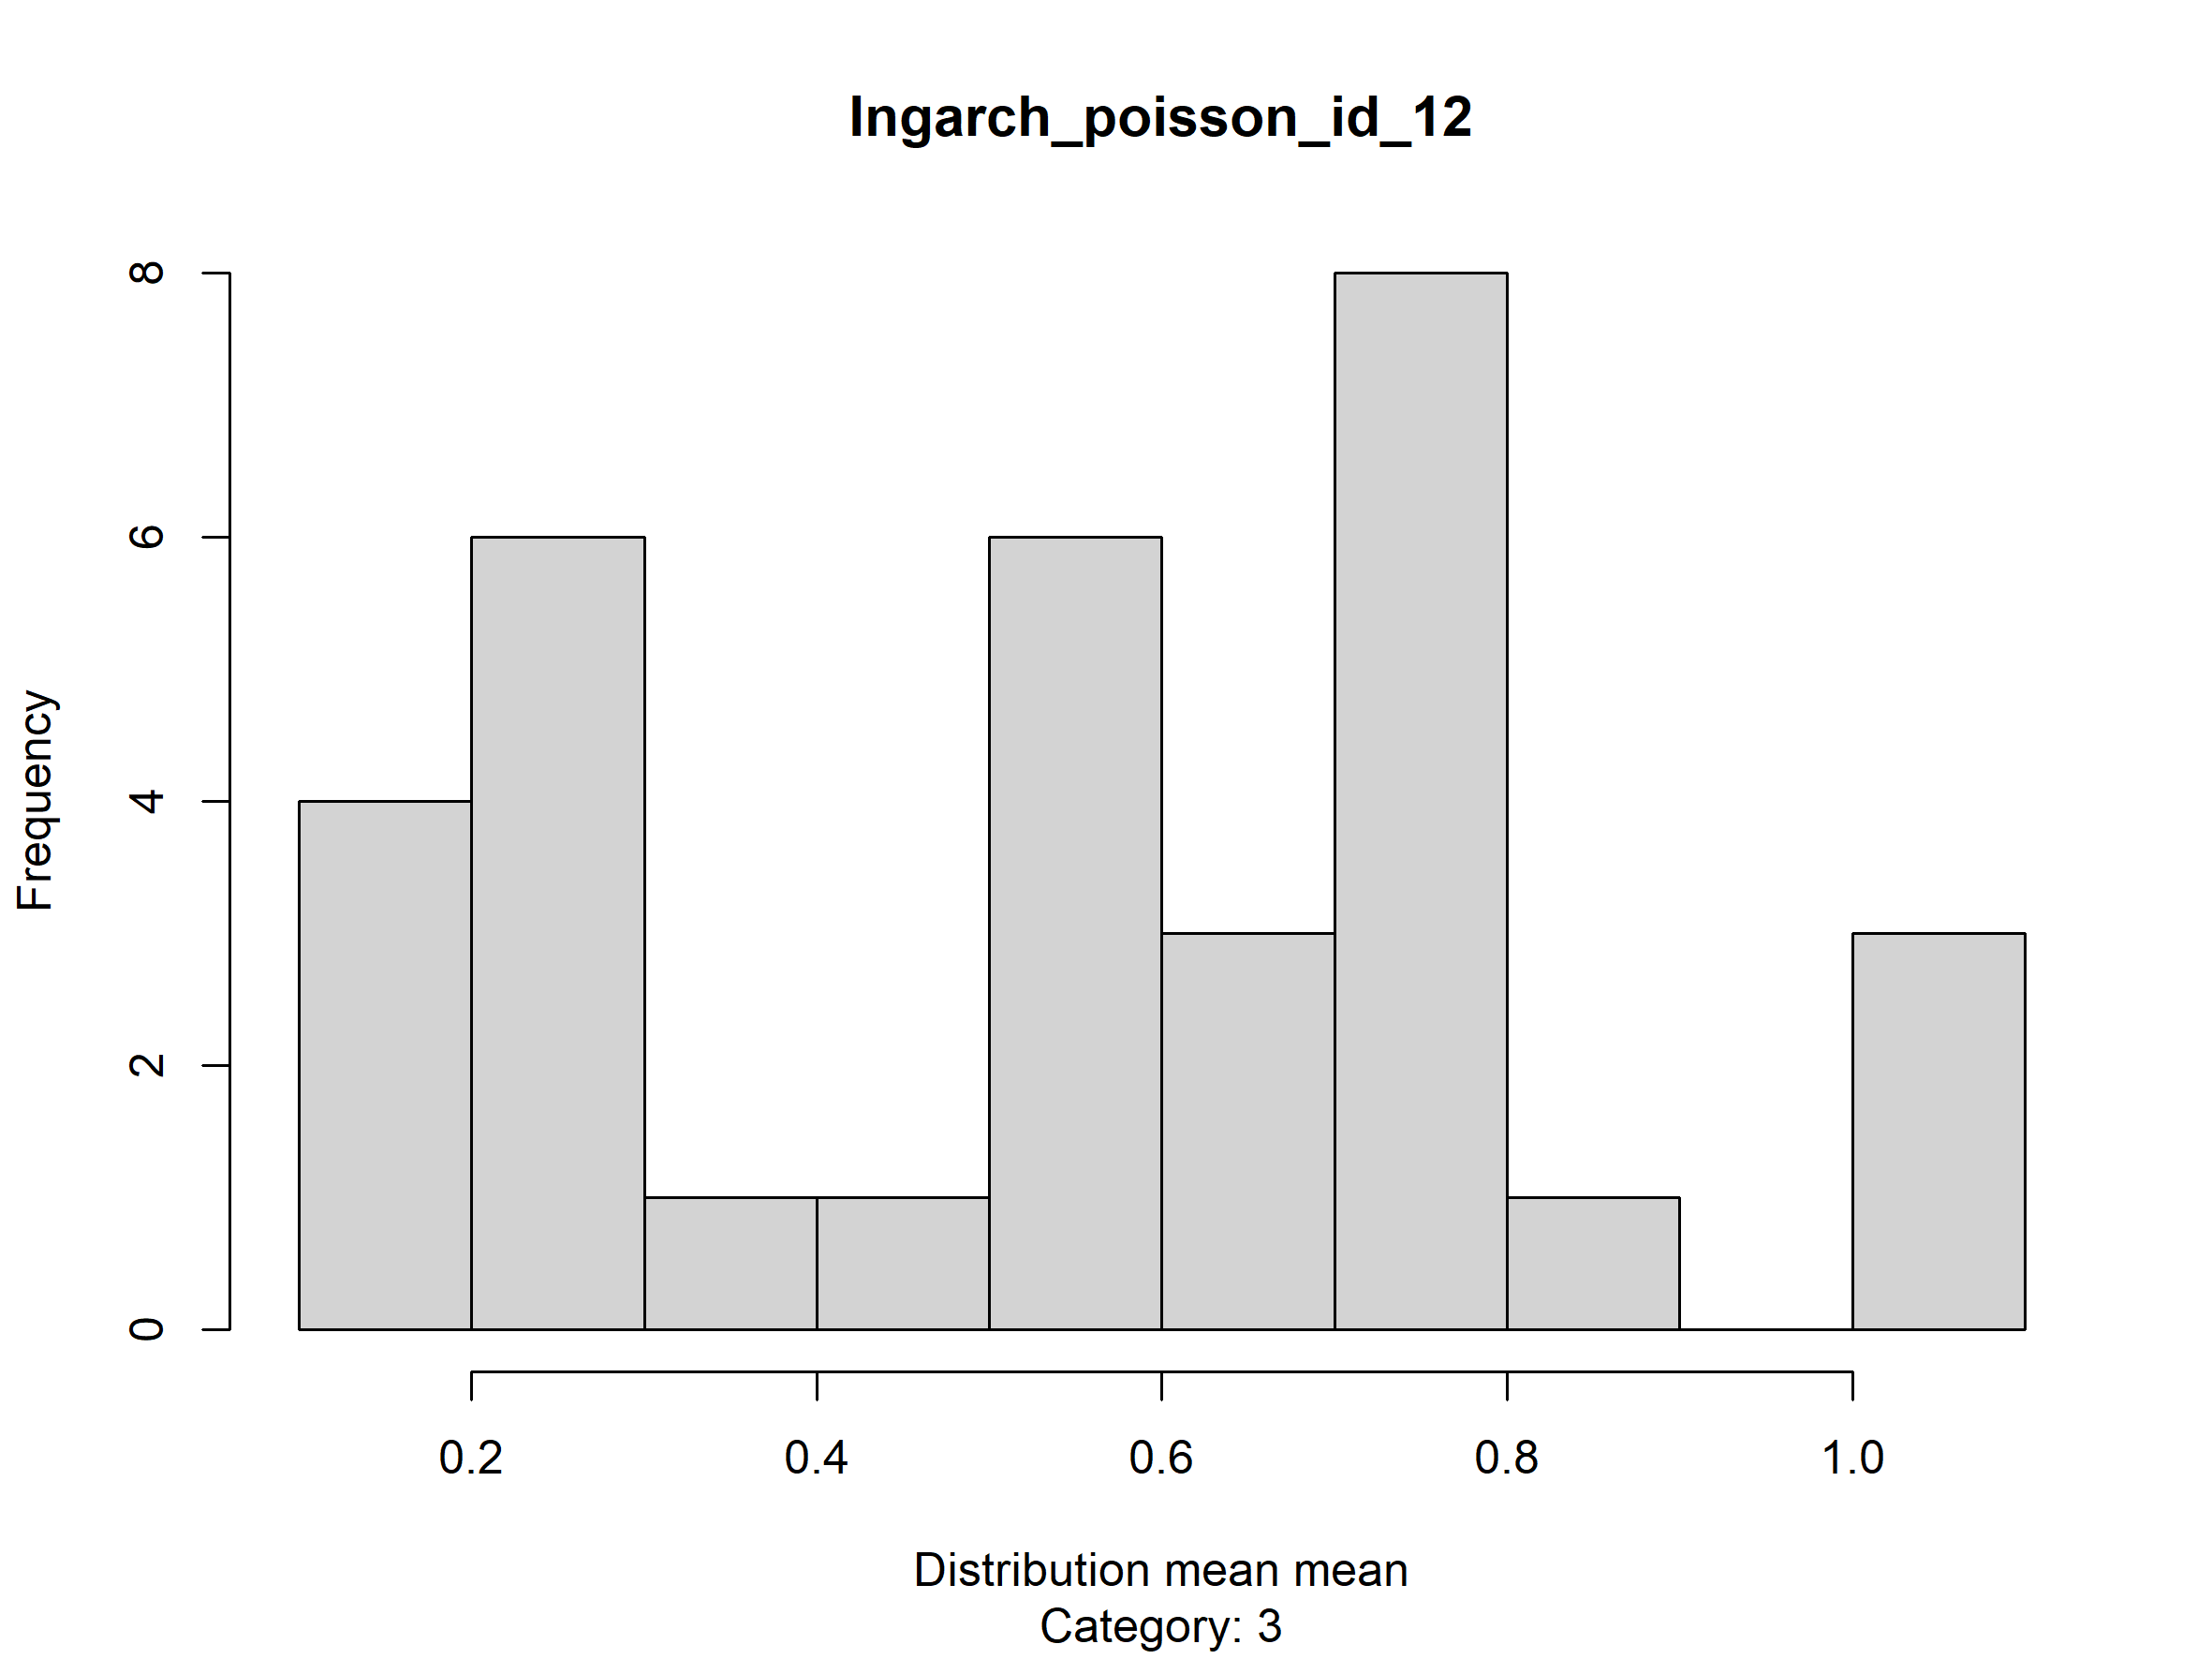 Ingarch_poisson_id_12
8
6
4
2
0
Frequency
0.2 0.4 0.6 0.8 1.0
Distribution mean mean
Category: 3